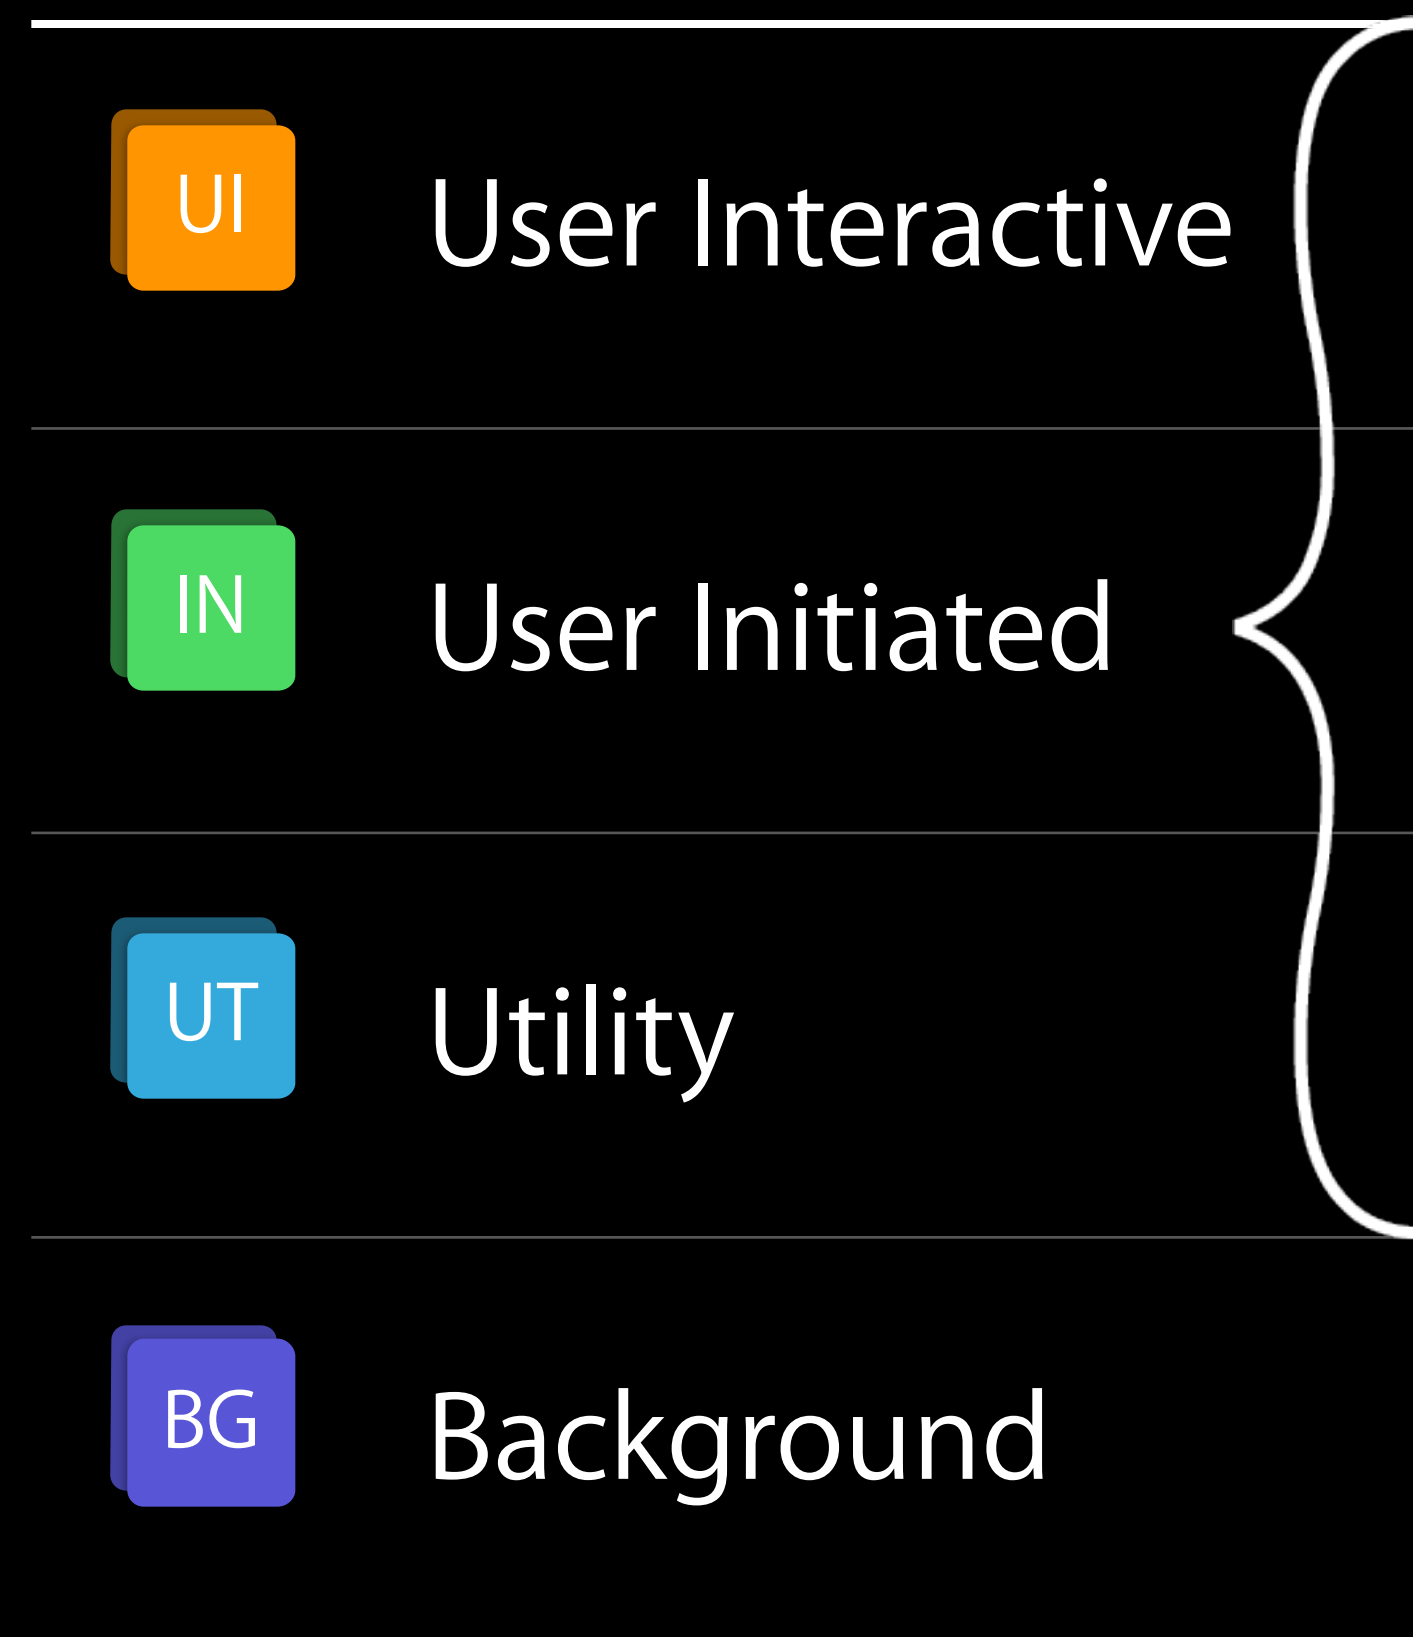 UI
User Interactive
IN
User Initiated
UT
Utility
BG
Background